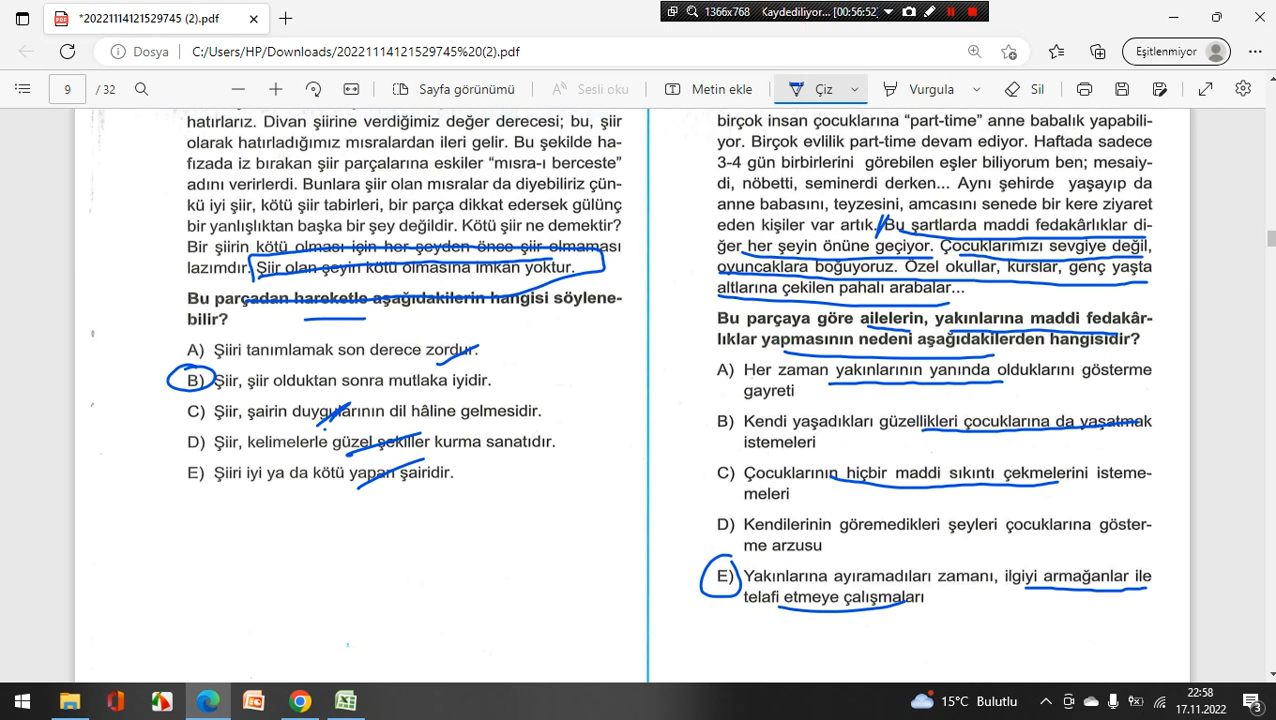 *20221114121529745 (2).pdf
1366x768 Kaydediliyor... [00:56:52]
Dosya C:/Users/HP/Downloads/20221114121529745%20(2).pdf Eşitlenmiyor
9 / 32 Sayfa görünümü Sesli oku Metin ekle Çiz Vurgula Sil
hatırlarız. Divan şiirine verdiğimiz değer derecesi; bu, şiir
olarak hatırladığımız mısralardan ileri gelir. Bu şekilde ha-
fızada iz bırakan şiir parçalarına eskiler “mısra-ı berceste”
adını verirlerdi. Bunlara şiir olan mısralar da diyebiliriz çün-
kü iyi şiir, kötü şiir tabirleri, bir parça dikkat edersek gülünç
bir yanlışlıktan başka bir şey değildir. Kötü şiir ne demektir?
Bir şiirin kötü olması için her şeyden önce şiir olmaması
lazımdır. Şiir olan şeyin kötü olmasına imkân yoktur.
Bu parçadan hareketle aşağıdakilerin hangisi söylene-
bilir?
A) Şiiri tanımlamak son derece zordur.
B) Şiir, şiir olduktan sonra mutlaka iyidir.
C) Şiir, şairin duygularının dil hâline gelmesidir.
D) Şiir, kelimelerle güzel şekiller kurma sanatıdır.
E) Şiiri iyi ya da kötü yapan şairidir.
birçok insan çocuklarına “part-time” anne babalık yapabili-
yor. Birçok evlilik part-time devam ediyor. Haftada sadece
3-4 gün birbirlerini görebilen eşler biliyorum ben; mesaiy-
di, nöbetti, seminerdi derken... Aynı şehirde yaşayıp da
anne babasını, teyzesini, amcasını senede bir kere ziyaret
eden kişiler var artık. Bu şartlarda maddi fedakârlıklar di-
ğer her şeyin önüne geçiyor. Çocuklarımızı sevgiye değil,
oyuncaklara boğuyoruz. Özel okullar, kurslar, genç yaşta
altlarına çekilen pahalı arabalar...
Bu parçaya göre ailelerin, yakınlarına maddi fedakâr-
lıklar yapmasının nedeni aşağıdakilerden hangisidir?
A) Her zaman yakınlarının yanında olduklarını gösterme
gayreti
B) Kendi yaşadıkları güzellikleri çocuklarına da yaşatmak
istemeleri
C) Çocuklarının hiçbir maddi sıkıntı çekmelerini isteme-
meleri
D) Kendilerinin göremedikleri şeyleri çocuklarına göster-
me arzusu
E) Yakınlarına ayıramadıları zamanı, ilgiyi armağanlar ile
telafi etmeye çalışmaları
15°C Bulutlu
22:58
17.11.2022
3